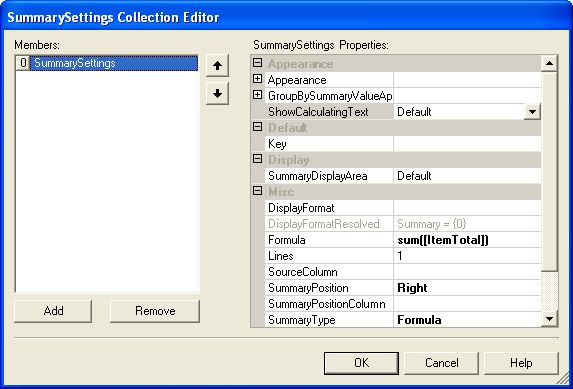 SummarySettings Collection Editor
Members:
0 SummarySettings
Add
Remove
SummarySettings Properties:
Appearance
Appearance
GroupBySummaryValueAp
ShowCalculatingText Default
Default
Key
Display
SummaryDisplayArea Default
Misc
DisplayFormat
DisplayFormatResolved Summary = {0}
Formula sum([ItemTotal])
Lines 1
SourceColumn
SummaryPosition Right
SummaryPositionColumn
SummaryType Formula
OK
Cancel
Help